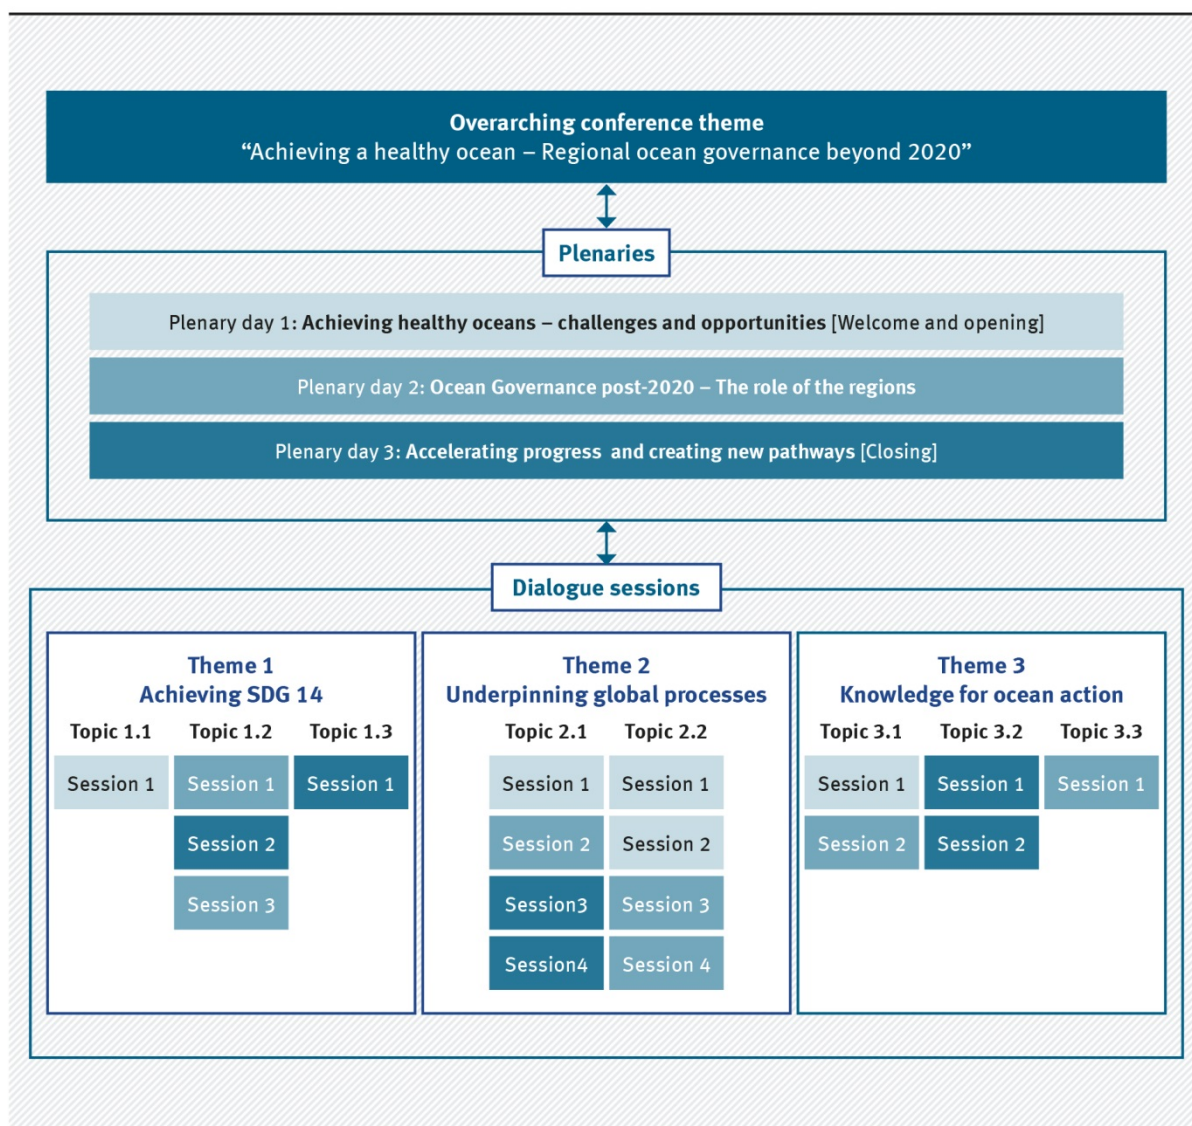 Overarching conference theme
“Achieving a healthy ocean – Regional ocean governance beyond 2020”
Plenaries
Plenary day 1: Achieving healthy oceans – challenges and opportunities [Welcome and opening]
Plenary day 2: Ocean Governance post-2020 – The role of the regions
Plenary day 3: Accelerating progress and creating new pathways [Closing]
Dialogue sessions
Theme 1
Achieving SDG 14
Topic 1.1 Topic 1.2 Topic 1.3
Session 1 Session 1 Session 1
Session 2
Session 3
Theme 2
Underpinning global processes
Topic 2.1 Topic 2.2
Session 1 Session 1
Session 2 Session 2
Session3 Session 3
Session4 Session 4
Theme 3
Knowledge for ocean action
Topic 3.1 Topic 3.2 Topic 3.3
Session 1 Session 1 Session 1
Session 2 Session 2